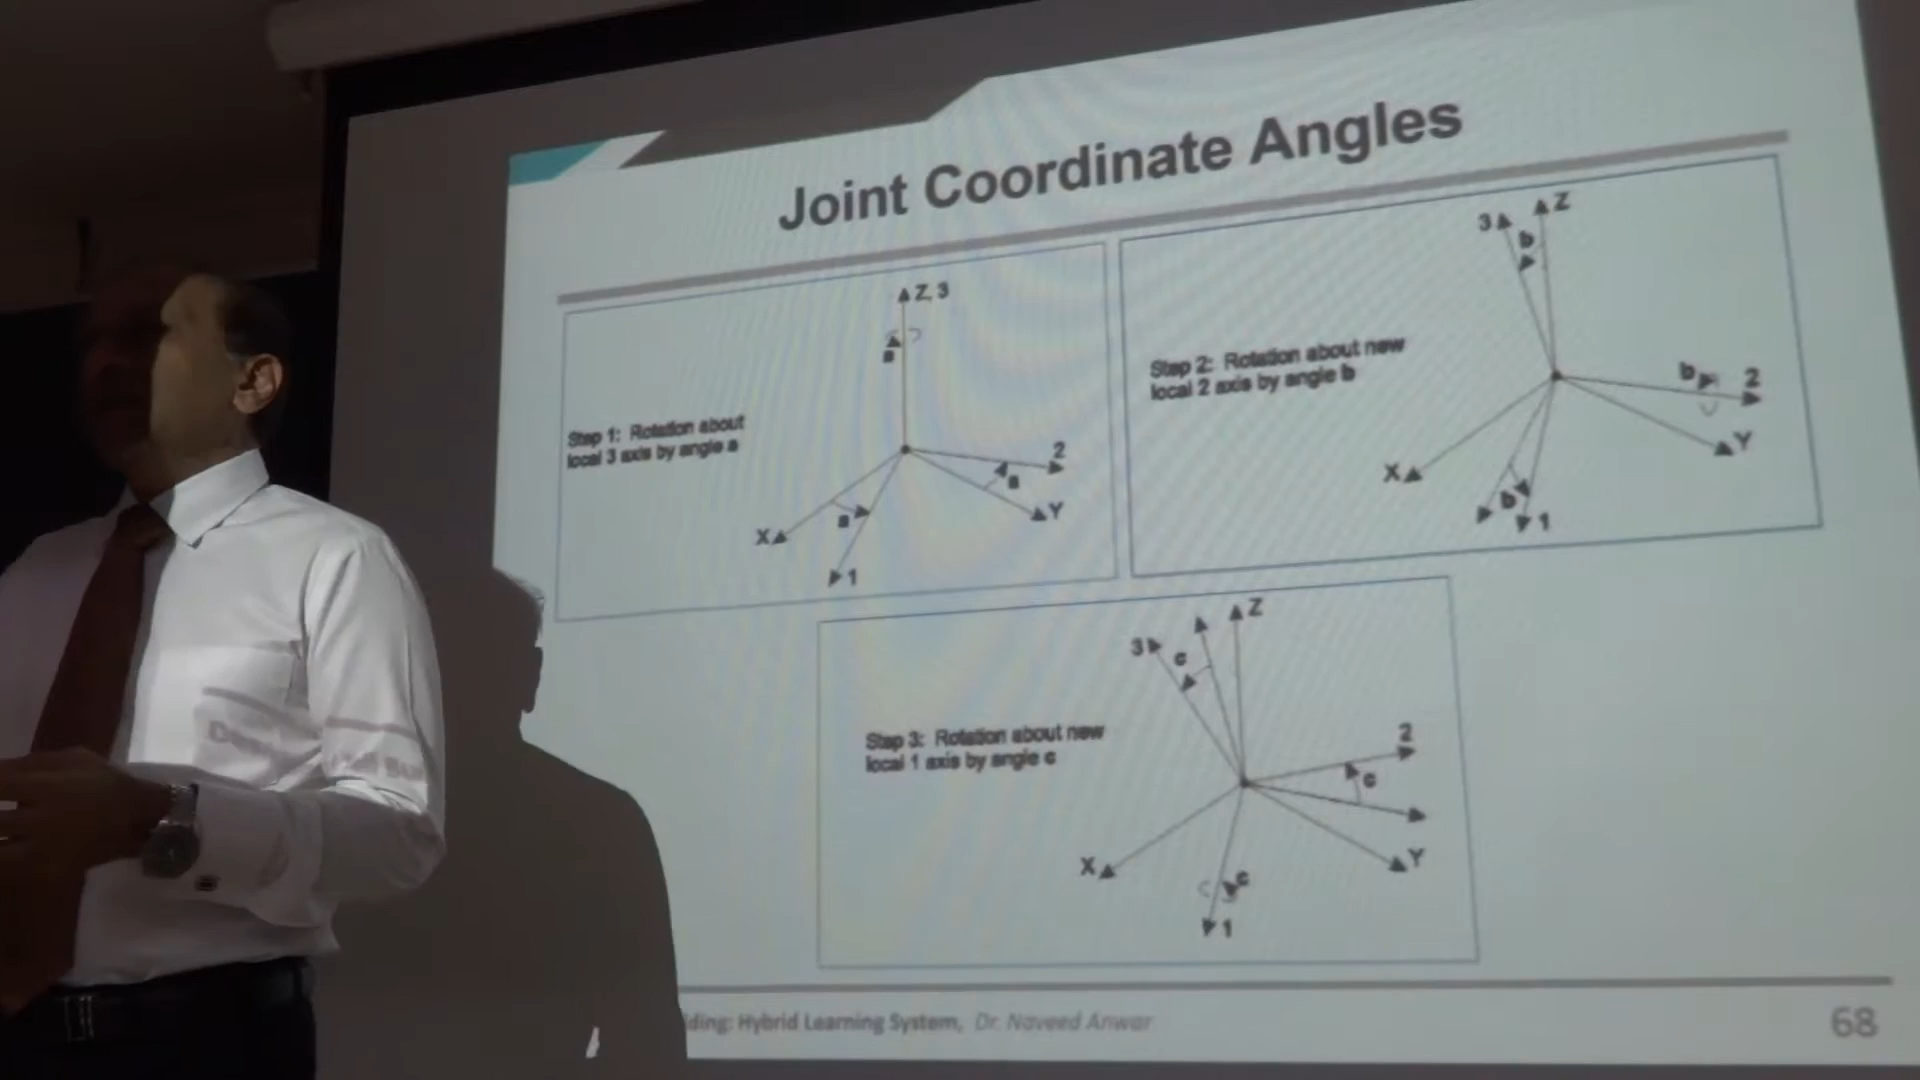 Joint Coordinate Angles
Z, 3
a
Step 1: Rotation about
local 3 axis by angle a
2
a
Y
X
a
1
3
Z
b
Step 2: Rotation about new
local 2 axis by angle b
b
2
Y
X
b
1
Z
3
c
Step 3: Rotation about new
local 1 axis by angle c
2
c
Y
X
c
1
lding: Hybrid Learning System, Dr. Naveed Anwar
68